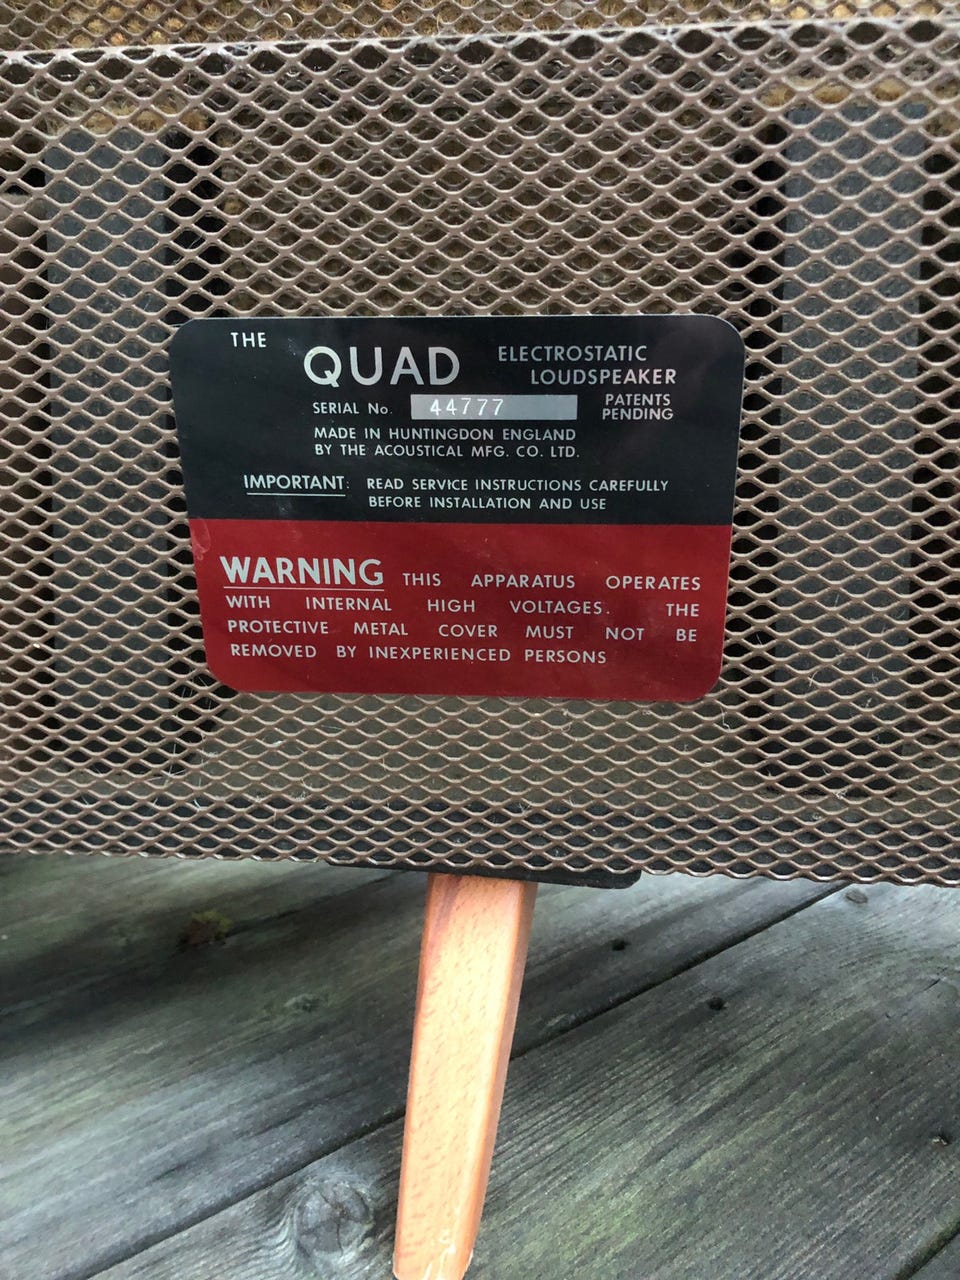 THE QUAD ELECTROSTATIC
LOUDSPEAKER
SERIAL No. 44777 PATENTS
PENDING
MADE IN HUNTINGDON ENGLAND
BY THE ACOUSTICAL MFG. CO. LTD.
IMPORTANT: READ SERVICE INSTRUCTIONS CAREFULLY
BEFORE INSTALLATION AND USE
WARNING THIS APPARATUS OPERATES
WITH INTERNAL HIGH VOLTAGES. THE
PROTECTIVE METAL COVER MUST NOT BE
REMOVED BY INEXPERIENCED PERSONS